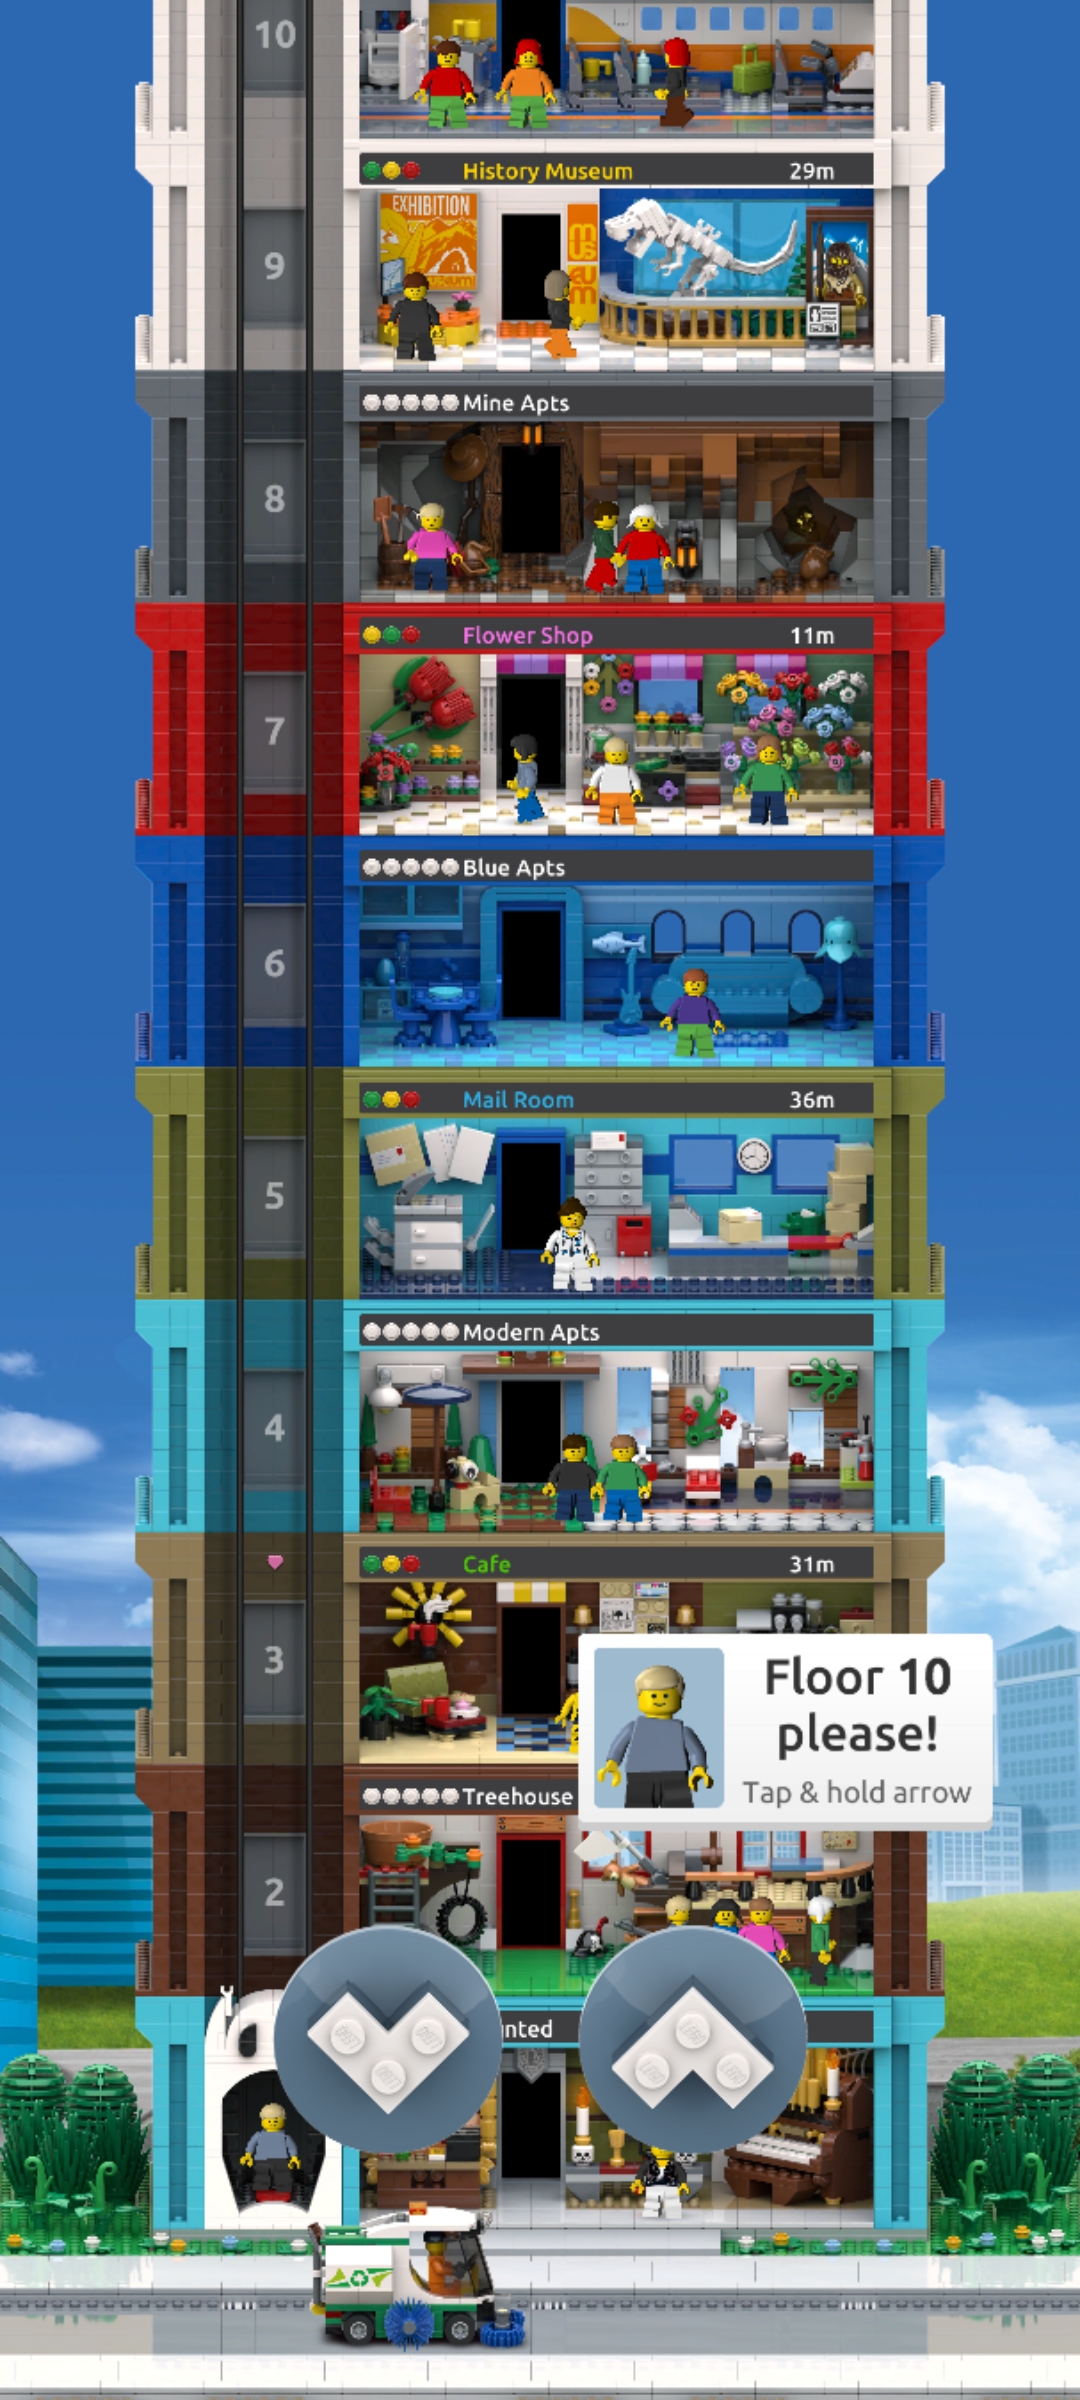 10
History Museum 29m
EXHIBITION
museum
9
Mine Apts
8
Flower Shop 11m
7
Blue Apts
6
Mail Room 36m
5
Modern Apts
4
Cafe 31m
3
Floor 10
please!
Tap & hold arrow
Treehouse
2
nted